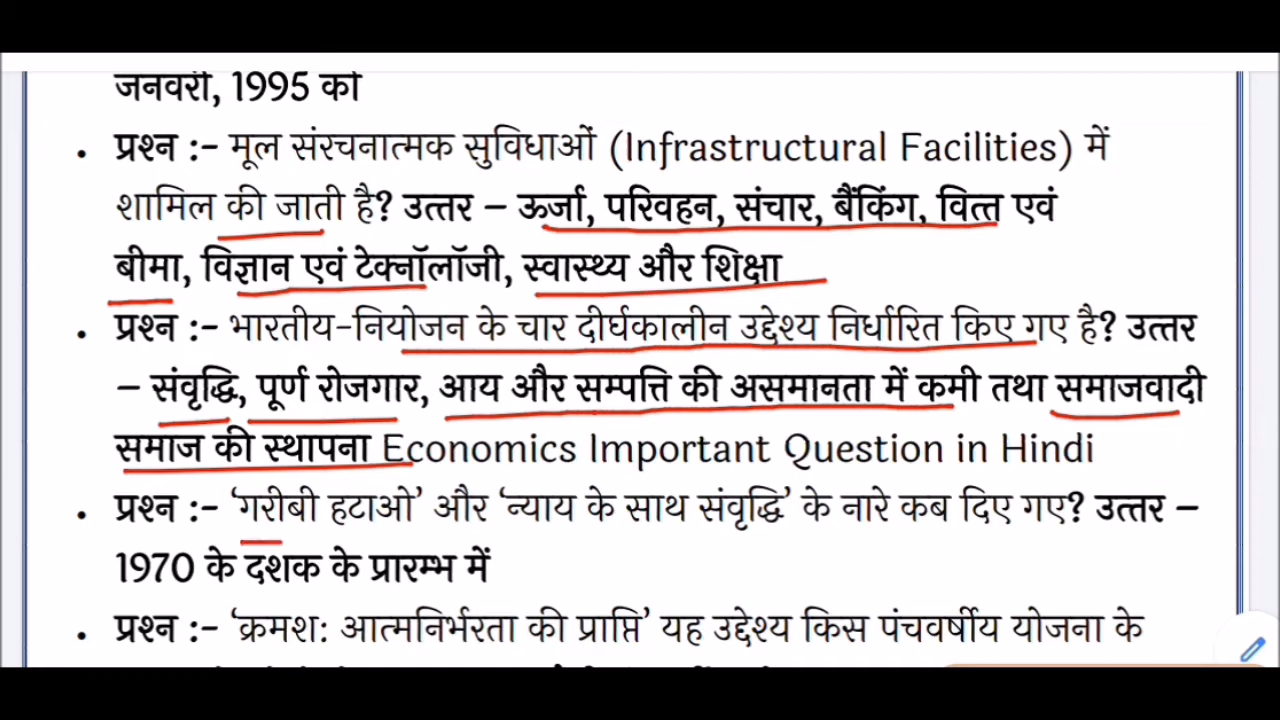 जनवरी, 1995 को
• प्रश्न :- मूल संरचनात्मक सुविधाओं (Infrastructural Facilities) में
शामिल की जाती है? उत्तर – ऊर्जा, परिवहन, संचार, बैंकिंग, वित्त एवं
बीमा, विज्ञान एवं टेक्नॉलॉजी, स्वास्थ्य और शिक्षा
• प्रश्न :- भारतीय-नियोजन के चार दीर्घकालीन उद्देश्य निर्धारित किए गए है? उत्तर
– संवृद्धि, पूर्ण रोजगार, आय और सम्पत्ति की असमानता में कमी तथा समाजवादी
समाज की स्थापना Economics Important Question in Hindi
• प्रश्न :- ‘गरीबी हटाओ’ और ‘न्याय के साथ संवृद्धि’ के नारे कब दिए गए? उत्तर –
1970 के दशक के प्रारम्भ में
• प्रश्न :- ‘क्रमश: आत्मनिर्भरता की प्राप्ति’ यह उद्देश्य किस पंचवर्षीय योजना के